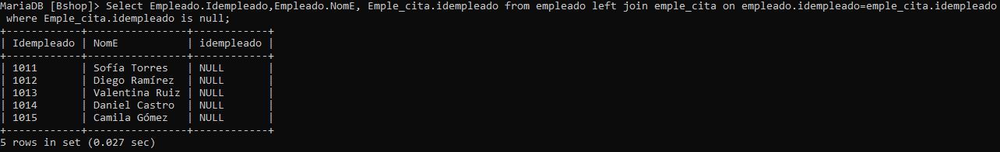 MariaDB [Bshop]> Select Empleado.Idempleado,Empleado.NomE, Emple_cita.idempleado from empleado left join emple_cita on empleado.idempleado=emple_cita.idempleado
 where Emple_cita.idempleado is null;
+------------+----------------+------------+
| Idempleado | NomE           | idempleado |
+------------+----------------+------------+
| 1011       | Sofía Torres   | NULL       |
| 1012       | Diego Ramírez  | NULL       |
| 1013       | Valentina Ruiz | NULL       |
| 1014       | Daniel Castro  | NULL       |
| 1015       | Camila Gómez   | NULL       |
+------------+----------------+------------+
5 rows in set (0.027 sec)